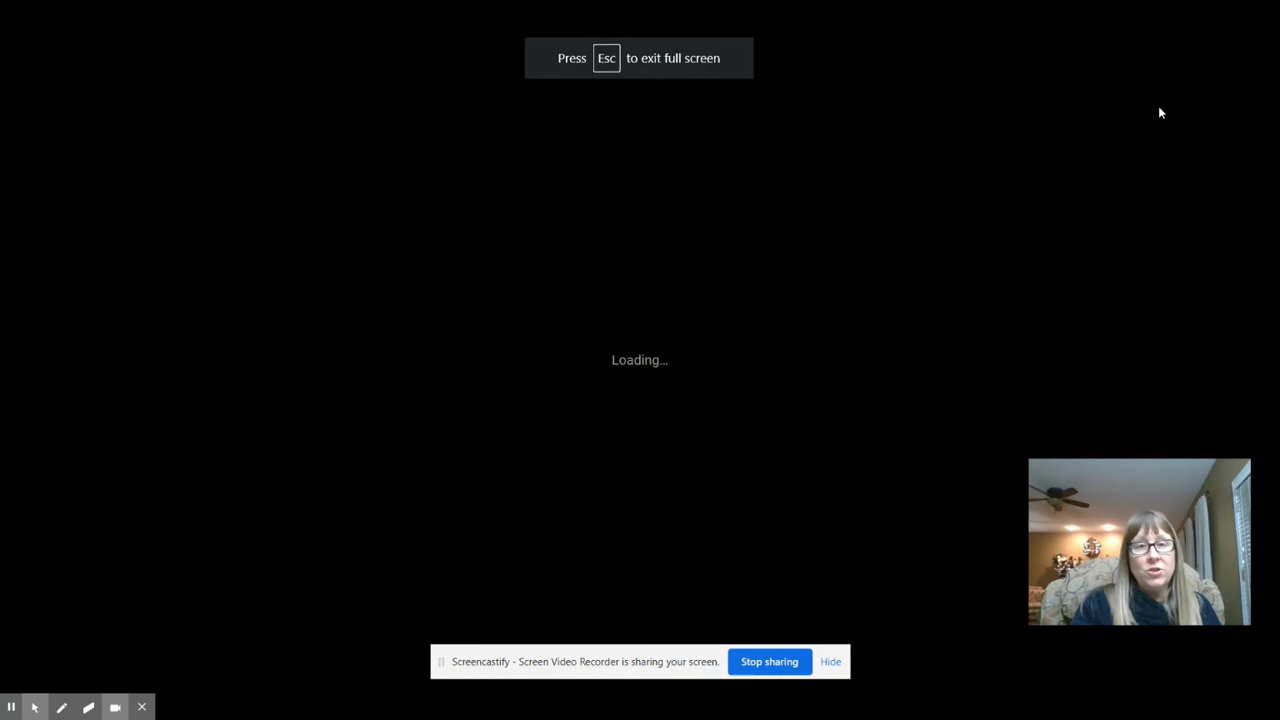 Press Esc to exit full screen
Loading...
Screencastify - Screen Video Recorder is sharing your screen. Stop sharing Hide